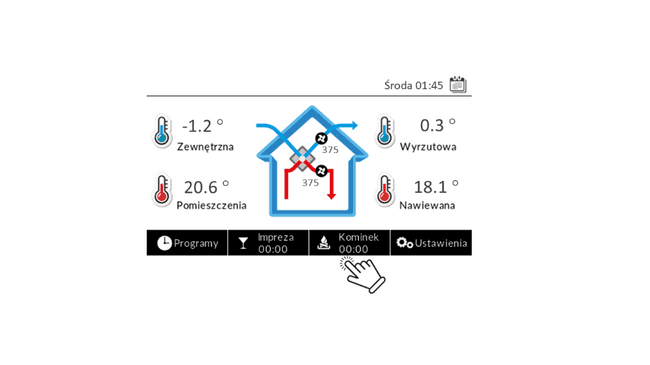 Środa 01:45
-1.2 °
Zewnętrzna
0.3 °
Wyrzutowa
375
375
20.6 °
Pomieszczenia
18.1 °
Nawiewana
Programy
Impreza
00:00
Kominek
00:00
Ustawienia